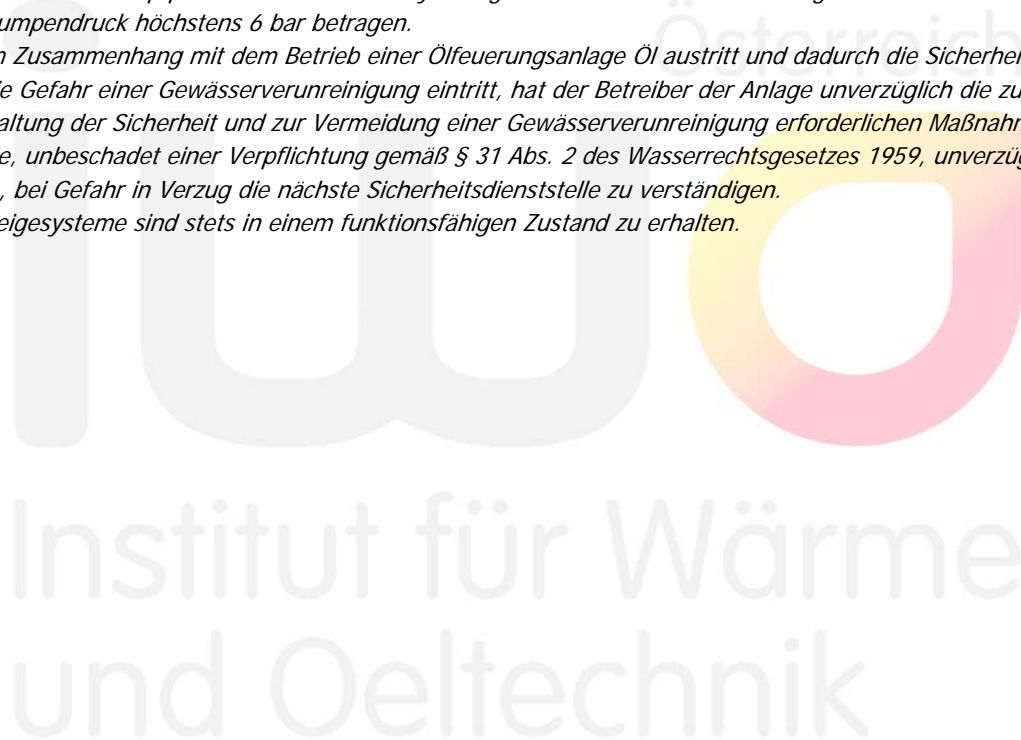 umpendruck höchstens 6 bar betragen.
Österreich
n Zusammenhang mit dem Betrieb einer Ölfeuerungsanlage Öl austritt und dadurch die Sicherhei
e Gefahr einer Gewässerverunreinigung eintritt, hat der Betreiber der Anlage unverzüglich die zu
altung der Sicherheit und zur Vermeidung einer Gewässerverunreinigung erforderlichen Maßnahn
e, unbeschadet einer Verpflichtung gemäß § 31 Abs. 2 des Wasserrechtsgesetzes 1959, unverzüg
, bei Gefahr in Verzug die nächste Sicherheitsdienststelle zu verständigen.
eigesysteme sind stets in einem funktionsfähigen Zustand zu erhalten.
iwo
Institut für Wärme
und Oeltechnik